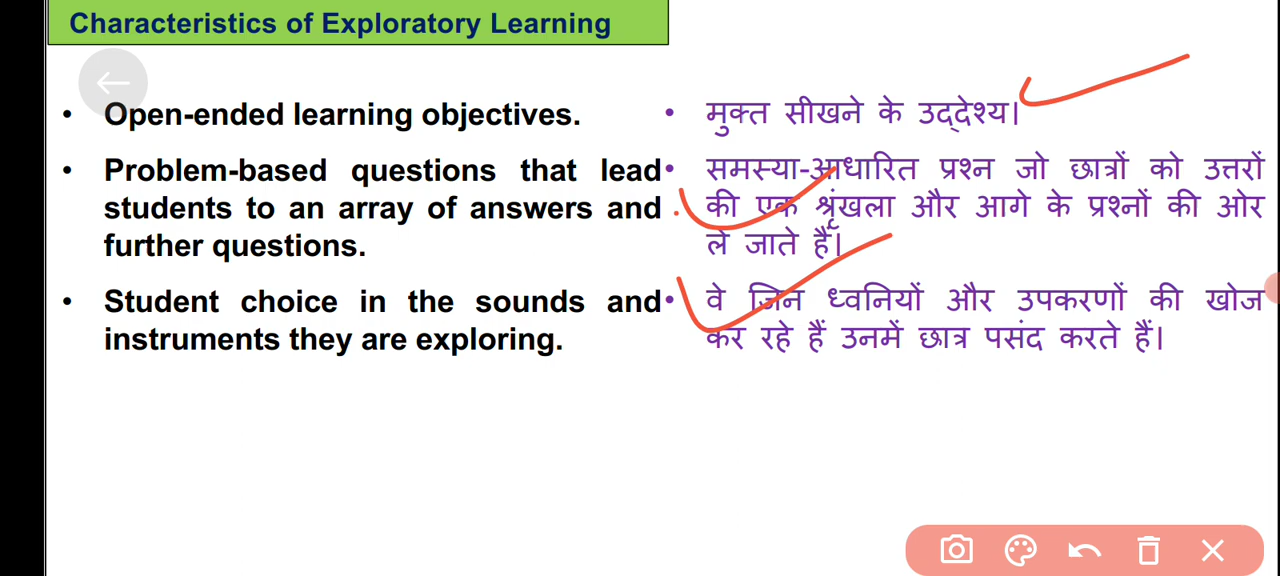 Characteristics of Exploratory Learning
• Open-ended learning objectives.
• Problem-based questions that lead
students to an array of answers and
further questions.
• Student choice in the sounds and
instruments they are exploring.
• मुक्त सीखने के उद्देश्य।
• समस्या-आधारित प्रश्न जो छात्रों को उत्तरों
की एक श्रृंखला और आगे के प्रश्नों की ओर
ले जाते हैं।
• वे जिन ध्वनियों और उपकरणों की खोज
कर रहे हैं उनमें छात्र पसंद करते हैं।